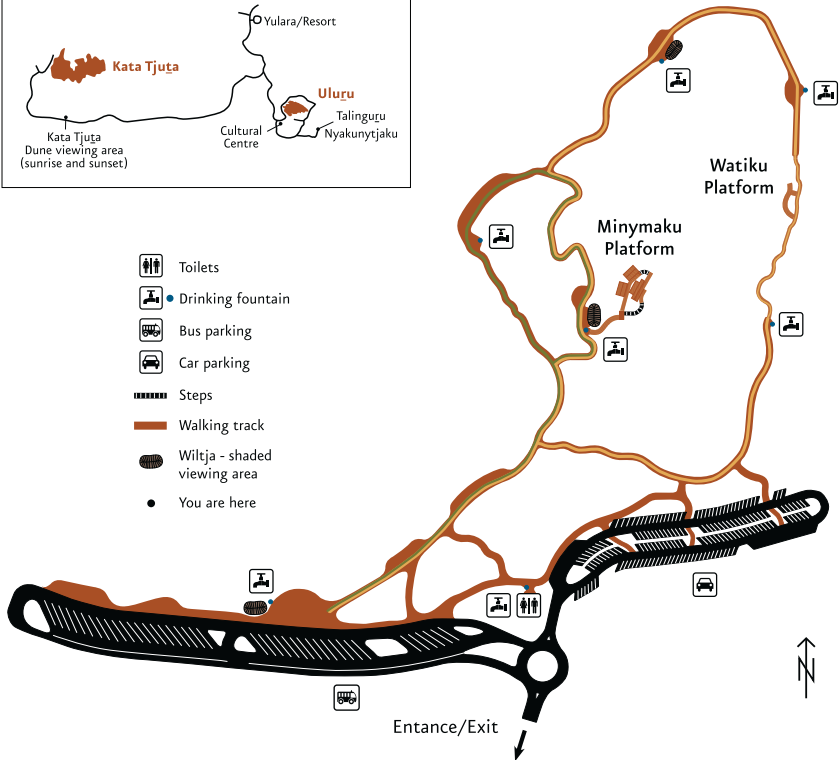 Yulara/Resort
Kata Tjuṯa
Uluṟu
Talinguṟu
Nyakunytjaku
Cultural
Centre
Kata Tjuṯa
Dune viewing area
(sunrise and sunset)
Watiku
Platform
Minymaku
Platform
Toilets
Drinking fountain
Bus parking
Car parking
Steps
Walking track
Wiltja - shaded
viewing area
You are here
Entance/Exit
N